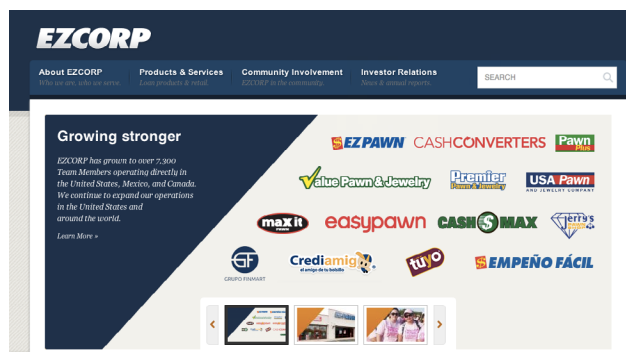 EZCORP
About EZCORP
Who we are, who we serve.
Products & Services
Loan products & retail.
Community Involvement
EZCORP in the community.
Investor Relations
News & annual reports.
SEARCH
Growing stronger
EZCORP has grown to over 7,300
Team Members operating directly in
the United States, Mexico, and Canada.
We continue to expand our operations
in the United States and
around the world.
Learn More »
$EZPAWN
CASHCONVERTERS
Pawn
Plus
Value Pawn & Jewelry
Premier
Pawn & Jewelry
USA Pawn
AND JEWELRY COMPANY
maxit
PAWN
easypawn
CASH $ MAX
Jerry's
GF
GRUPO FINMART
Crediamigo
el amigo de tu bolsillo
tuyo
$EMPEÑO FÁCIL